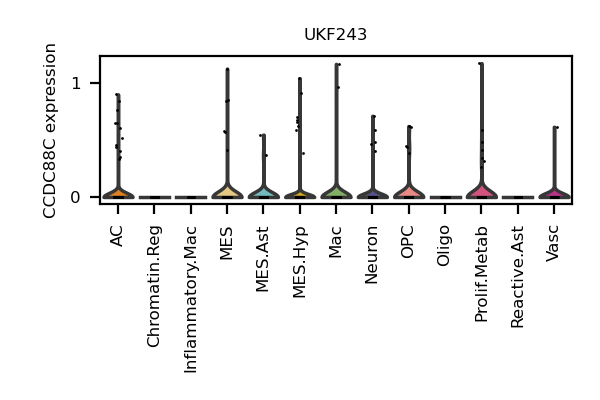 UKF243
CCDC88C expression
1
0
AC
Chromatin.Reg
Inflammatory.Mac
MES
MES.Ast
MES.Hyp
Mac
Neuron
OPC
Oligo
Prolif.Metab
Reactive.Ast
Vasc